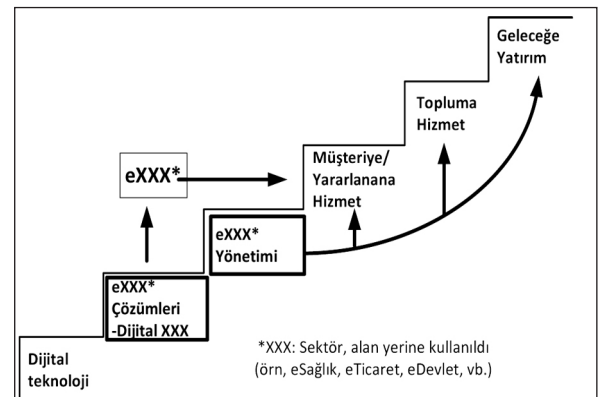 Geleceğe
Yatırım
Topluma
Hizmet
Müşteriye/
Yararlanana
Hizmet
eXXX*
eXXX*
Yönetimi
eXXX*
Çözümleri
-Dijital XXX
Dijital
teknoloji
*XXX: Sektör, alan yerine kullanıldı
(örn, eSağlık, eTicaret, eDevlet, vb.)